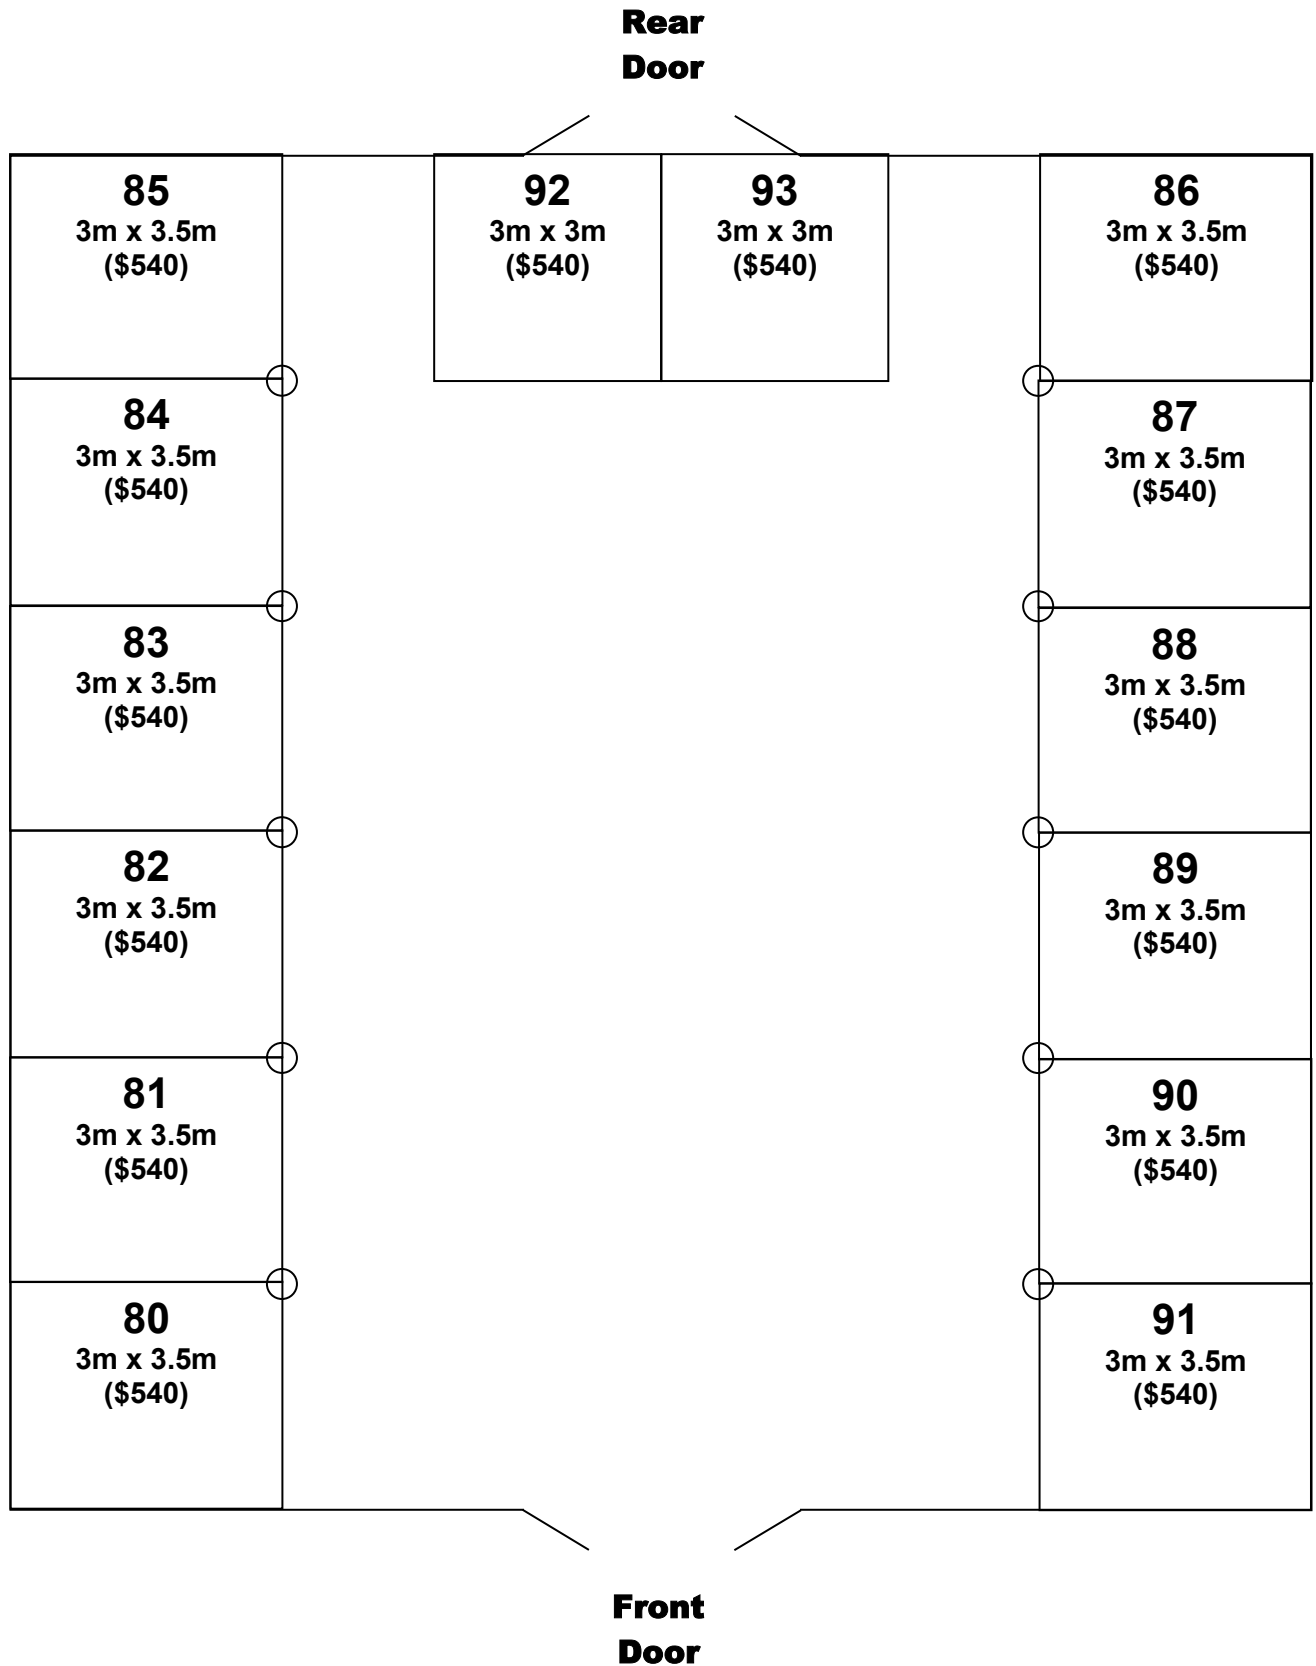 Rear
Door
85
3m x 3.5m
($540)
92
3m x 3m
($540)
93
3m x 3m
($540)
86
3m x 3.5m
($540)
84
3m x 3.5m
($540)
87
3m x 3.5m
($540)
83
3m x 3.5m
($540)
88
3m x 3.5m
($540)
82
3m x 3.5m
($540)
89
3m x 3.5m
($540)
81
3m x 3.5m
($540)
90
3m x 3.5m
($540)
80
3m x 3.5m
($540)
91
3m x 3.5m
($540)
Front
Door